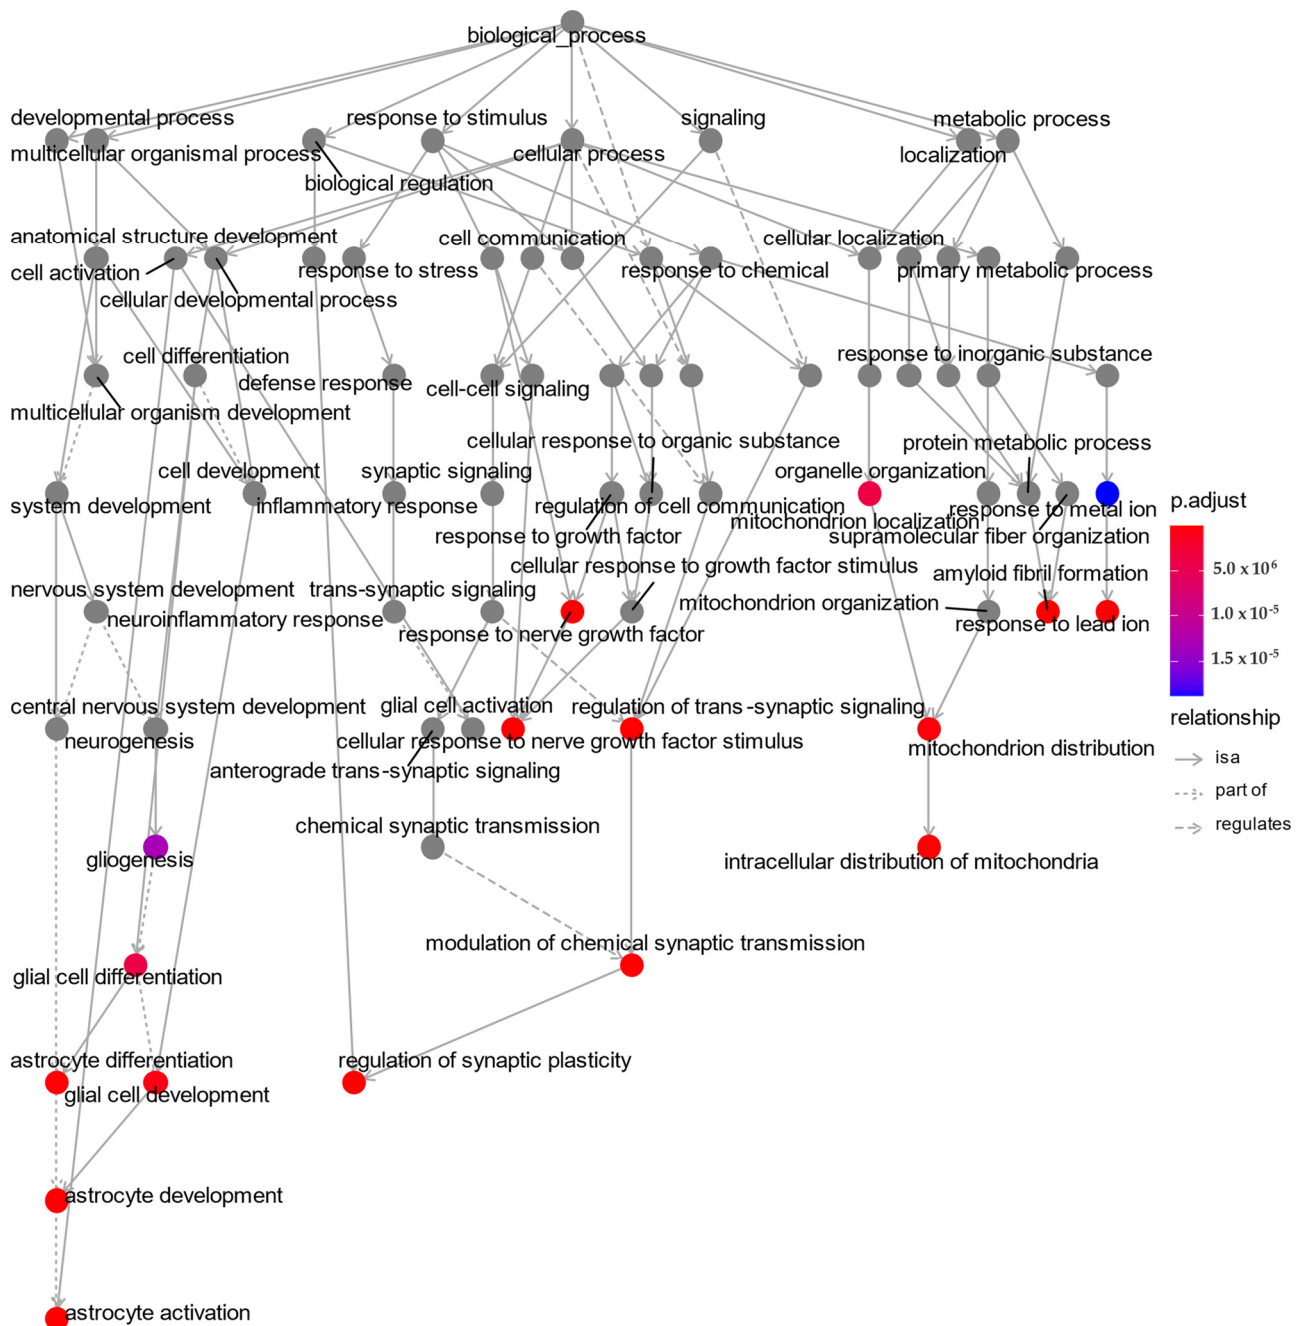 biological_process
developmental process
response to stimulus
signaling
metabolic process
multicellular organismal process
cellular process
localization
biological regulation
anatomical structure development
cell communication
cellular localization
cell activation
response to stress
response to chemical
primary metabolic process
cellular developmental process
cell differentiation
response to inorganic substance
defense response
cell-cell signaling
multicellular organism development
cellular response to organic substance
protein metabolic process
cell development
synaptic signaling
organelle organization
system development
inflammatory response
regulation of cell communication
response to metal ion
mitochondrion localization
response to growth factor
supramolecular fiber organization
cellular response to growth factor stimulus
amyloid fibril formation
nervous system development
trans-synaptic signaling
mitochondrion organization
neuroinflammatory response
response to nerve growth factor
response to lead ion
central nervous system development
glial cell activation
regulation of trans-synaptic signaling
neurogenesis
cellular response to nerve growth factor stimulus
mitochondrion distribution
anterograde trans-synaptic signaling
chemical synaptic transmission
gliogenesis
intracellular distribution of mitochondria
modulation of chemical synaptic transmission
glial cell differentiation
astrocyte differentiation
regulation of synaptic plasticity
glial cell development
astrocyte development
astrocyte activation
p.adjust
5.0 x 10⁶
1.0 x 10⁻⁵
1.5 x 10⁻⁵
relationship
isa
part of
regulates